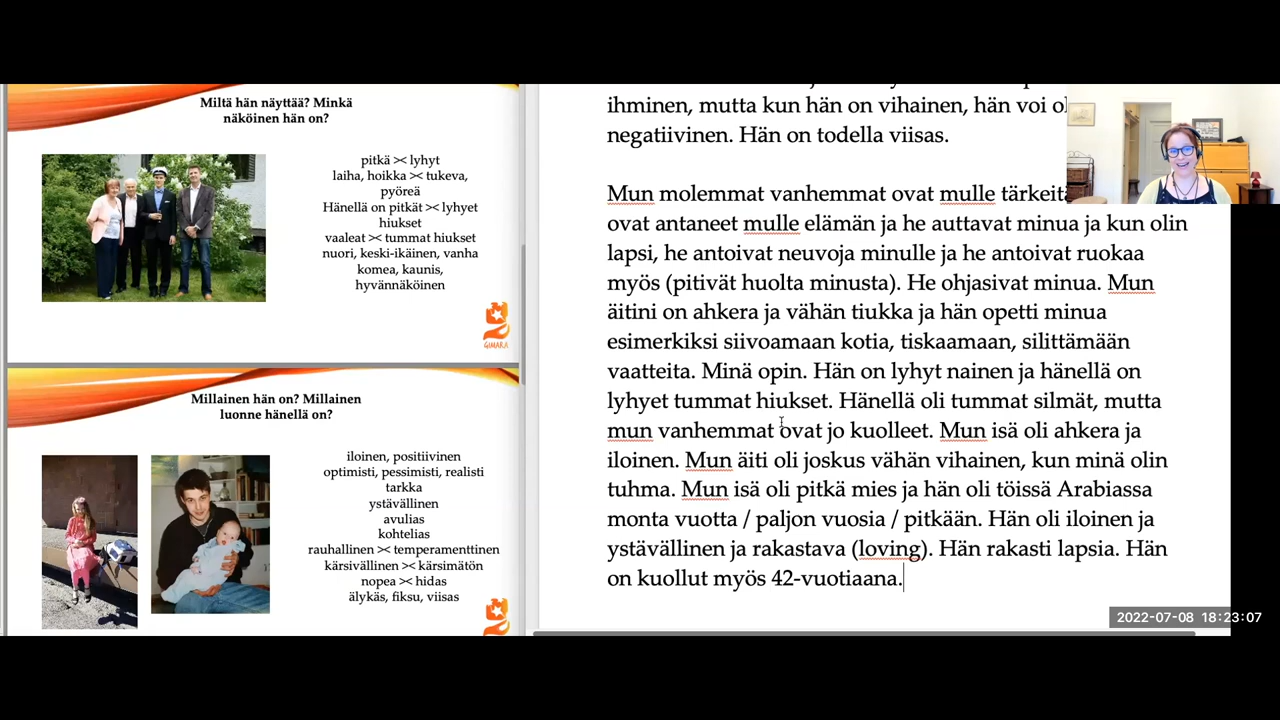 Miltä hän näyttää? Minkä
näköinen hän on?
pitkä >< lyhyt
laiha, hoikka >< tukeva,
pyöreä
Hänellä on pitkät >< lyhyet
hiukset
vaaleat >< tummat hiukset
nuori, keski-ikäinen, vanha
komea, kaunis,
hyvännäköinen
GIMARA
Millainen hän on? Millainen
luonne hänellä on?
iloinen, positiivinen
optimisti, pessimisti, realisti
tarkka
ystävällinen
avulias
kohtelias
rauhallinen >< temperamenttinen
kärsivällinen >< kärsimätön
nopea >< hidas
älykäs, fiksu, viisas
ihminen, mutta kun hän on vihainen, hän voi
negatiivinen. Hän on todella viisas.
Mun molemmat vanhemmat ovat mulle
ovat antaneet mulle elämän ja he auttavat minua ja kun olin
lapsi, he antoivat neuvoja minulle ja he antoivat ruokaa
myös (pitivät huolta minusta). He ohjasivat minua. Mun
äitini on ahkera ja vähän tiukka ja hän opetti minua
esimerkiksi siivoamaan kotia, tiskaamaan, silittämään
vaatteita. Minä opin. Hän on lyhyt nainen ja hänellä on
lyhyet tummat hiukset. Hänellä oli tummat silmät, mutta
mun vanhemmat ovat jo kuolleet. Mun isä oli ahkera ja
iloinen. Mun äiti oli joskus vähän vihainen, kun minä olin
tuhma. Mun isä oli pitkä mies ja hän oli töissä Arabiassa
monta vuotta / paljon vuosia / pitkään. Hän oli iloinen ja
ystävällinen ja rakastava (loving). Hän rakasti lapsia. Hän
on kuollut myös 42-vuotiaana.
2022-07-08 18:23:07